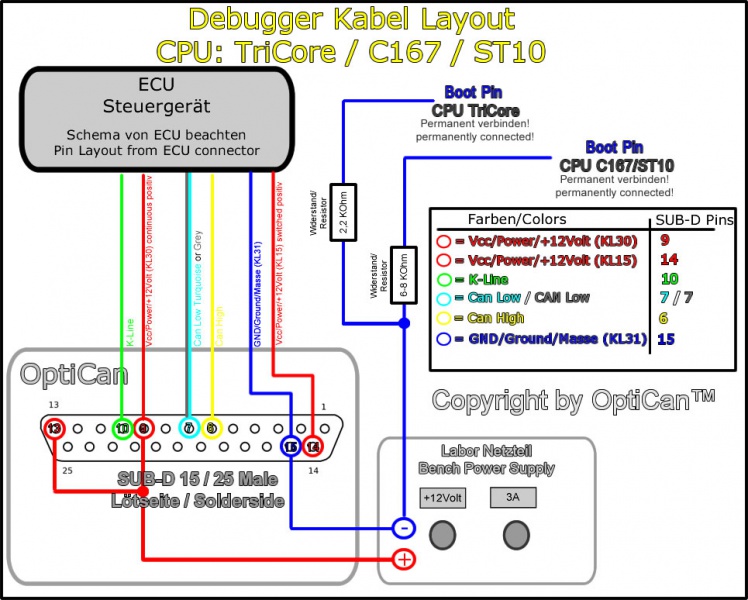 Debugger Kabel Layout
CPU: TriCore / C167 / ST10
ECU
Steuergerät
Schema von ECU beachten
Pin Layout from ECU connector
Boot Pin
CPU TriCore
Permanent verbinden!
permanently connected!
Boot Pin
CPU C167/ST10
Permanent verbinden!
permanently connected!
Widerstand/
Resistor
2.2 KOhm
Widerstand/
Resistor
6-8 KOhm
K-Line
Vcc/Power/+12Volt (KL30) continuous positiv
Can Low Turquoise or Grey
Can High
GND/Ground/Masse (KL31)
Vcc/Power/+12Volt (KL15) switched positiv
Farben/Colors SUB-D Pins
= Vcc/Power/+12Volt (KL30) 9
= Vcc/Power/+12Volt (KL15) 14
= K-Line 10
= Can Low / CAN Low 7 / 7
= Can High 6
= GND/Ground/Masse (KL31) 15
OptiCan
Copyright by OptiCan™
13 1
13 10 9 7 6
15 14
25 14
SUB-D 15 / 25 Male
Lötseite / Solderside
Labor Netzteil
Bench Power Supply
+12Volt 3A
-
+